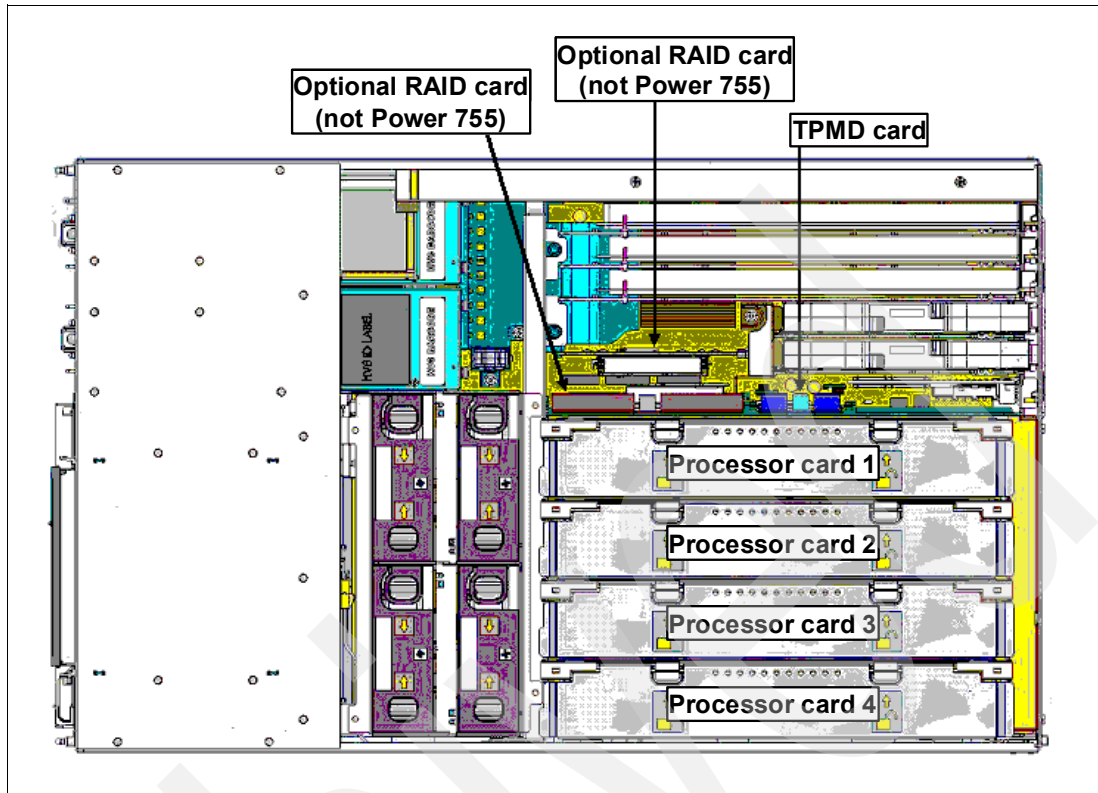 Optional RAID card
(not Power 755)
Optional RAID card
(not Power 755)
TPMD card
Processor card 1
Processor card 2
Processor card 3
Processor card 4